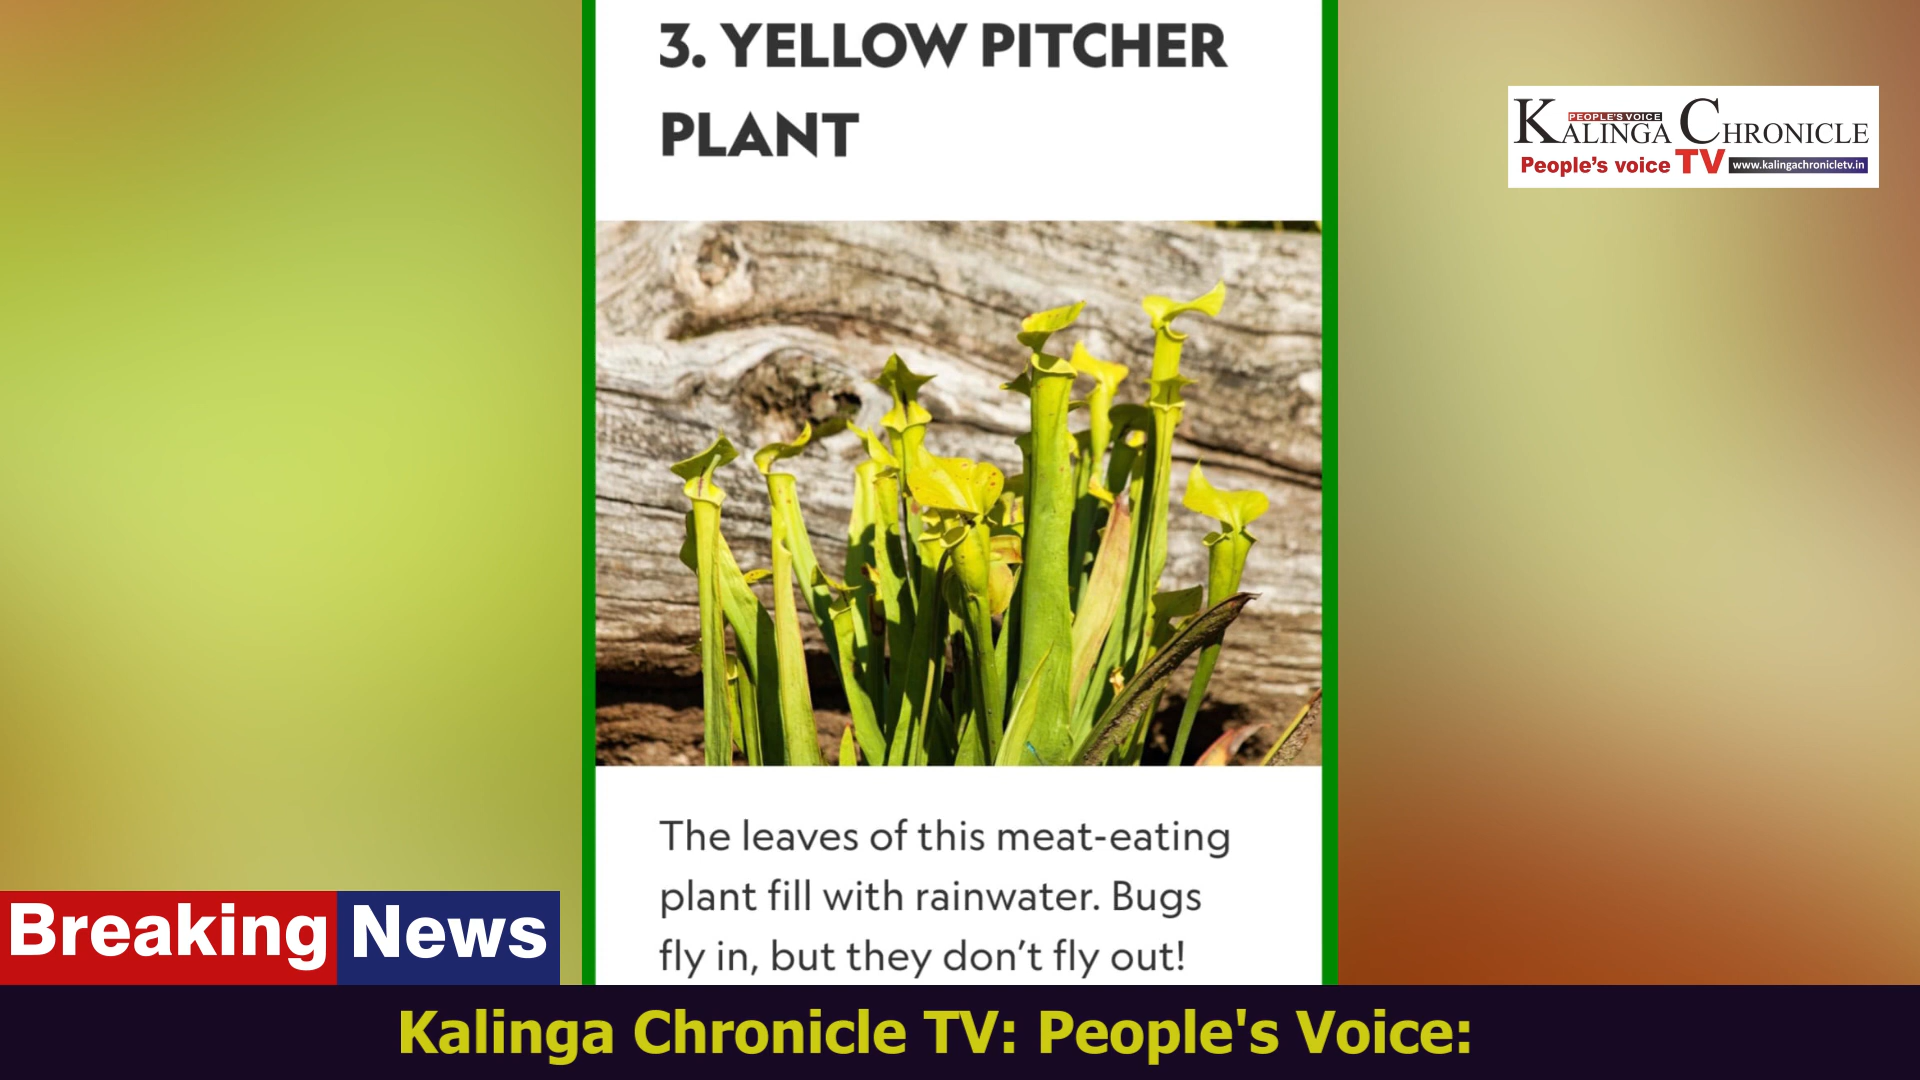 3. YELLOW PITCHER
PLANT
PEOPLE'S VOICE
KALINGA CHRONICLE
People's voice TV www.kalingachronicletv.in
The leaves of this meat-eating
plant fill with rainwater. Bugs
fly in, but they don't fly out!
Breaking News
Kalinga Chronicle TV: People's Voice: